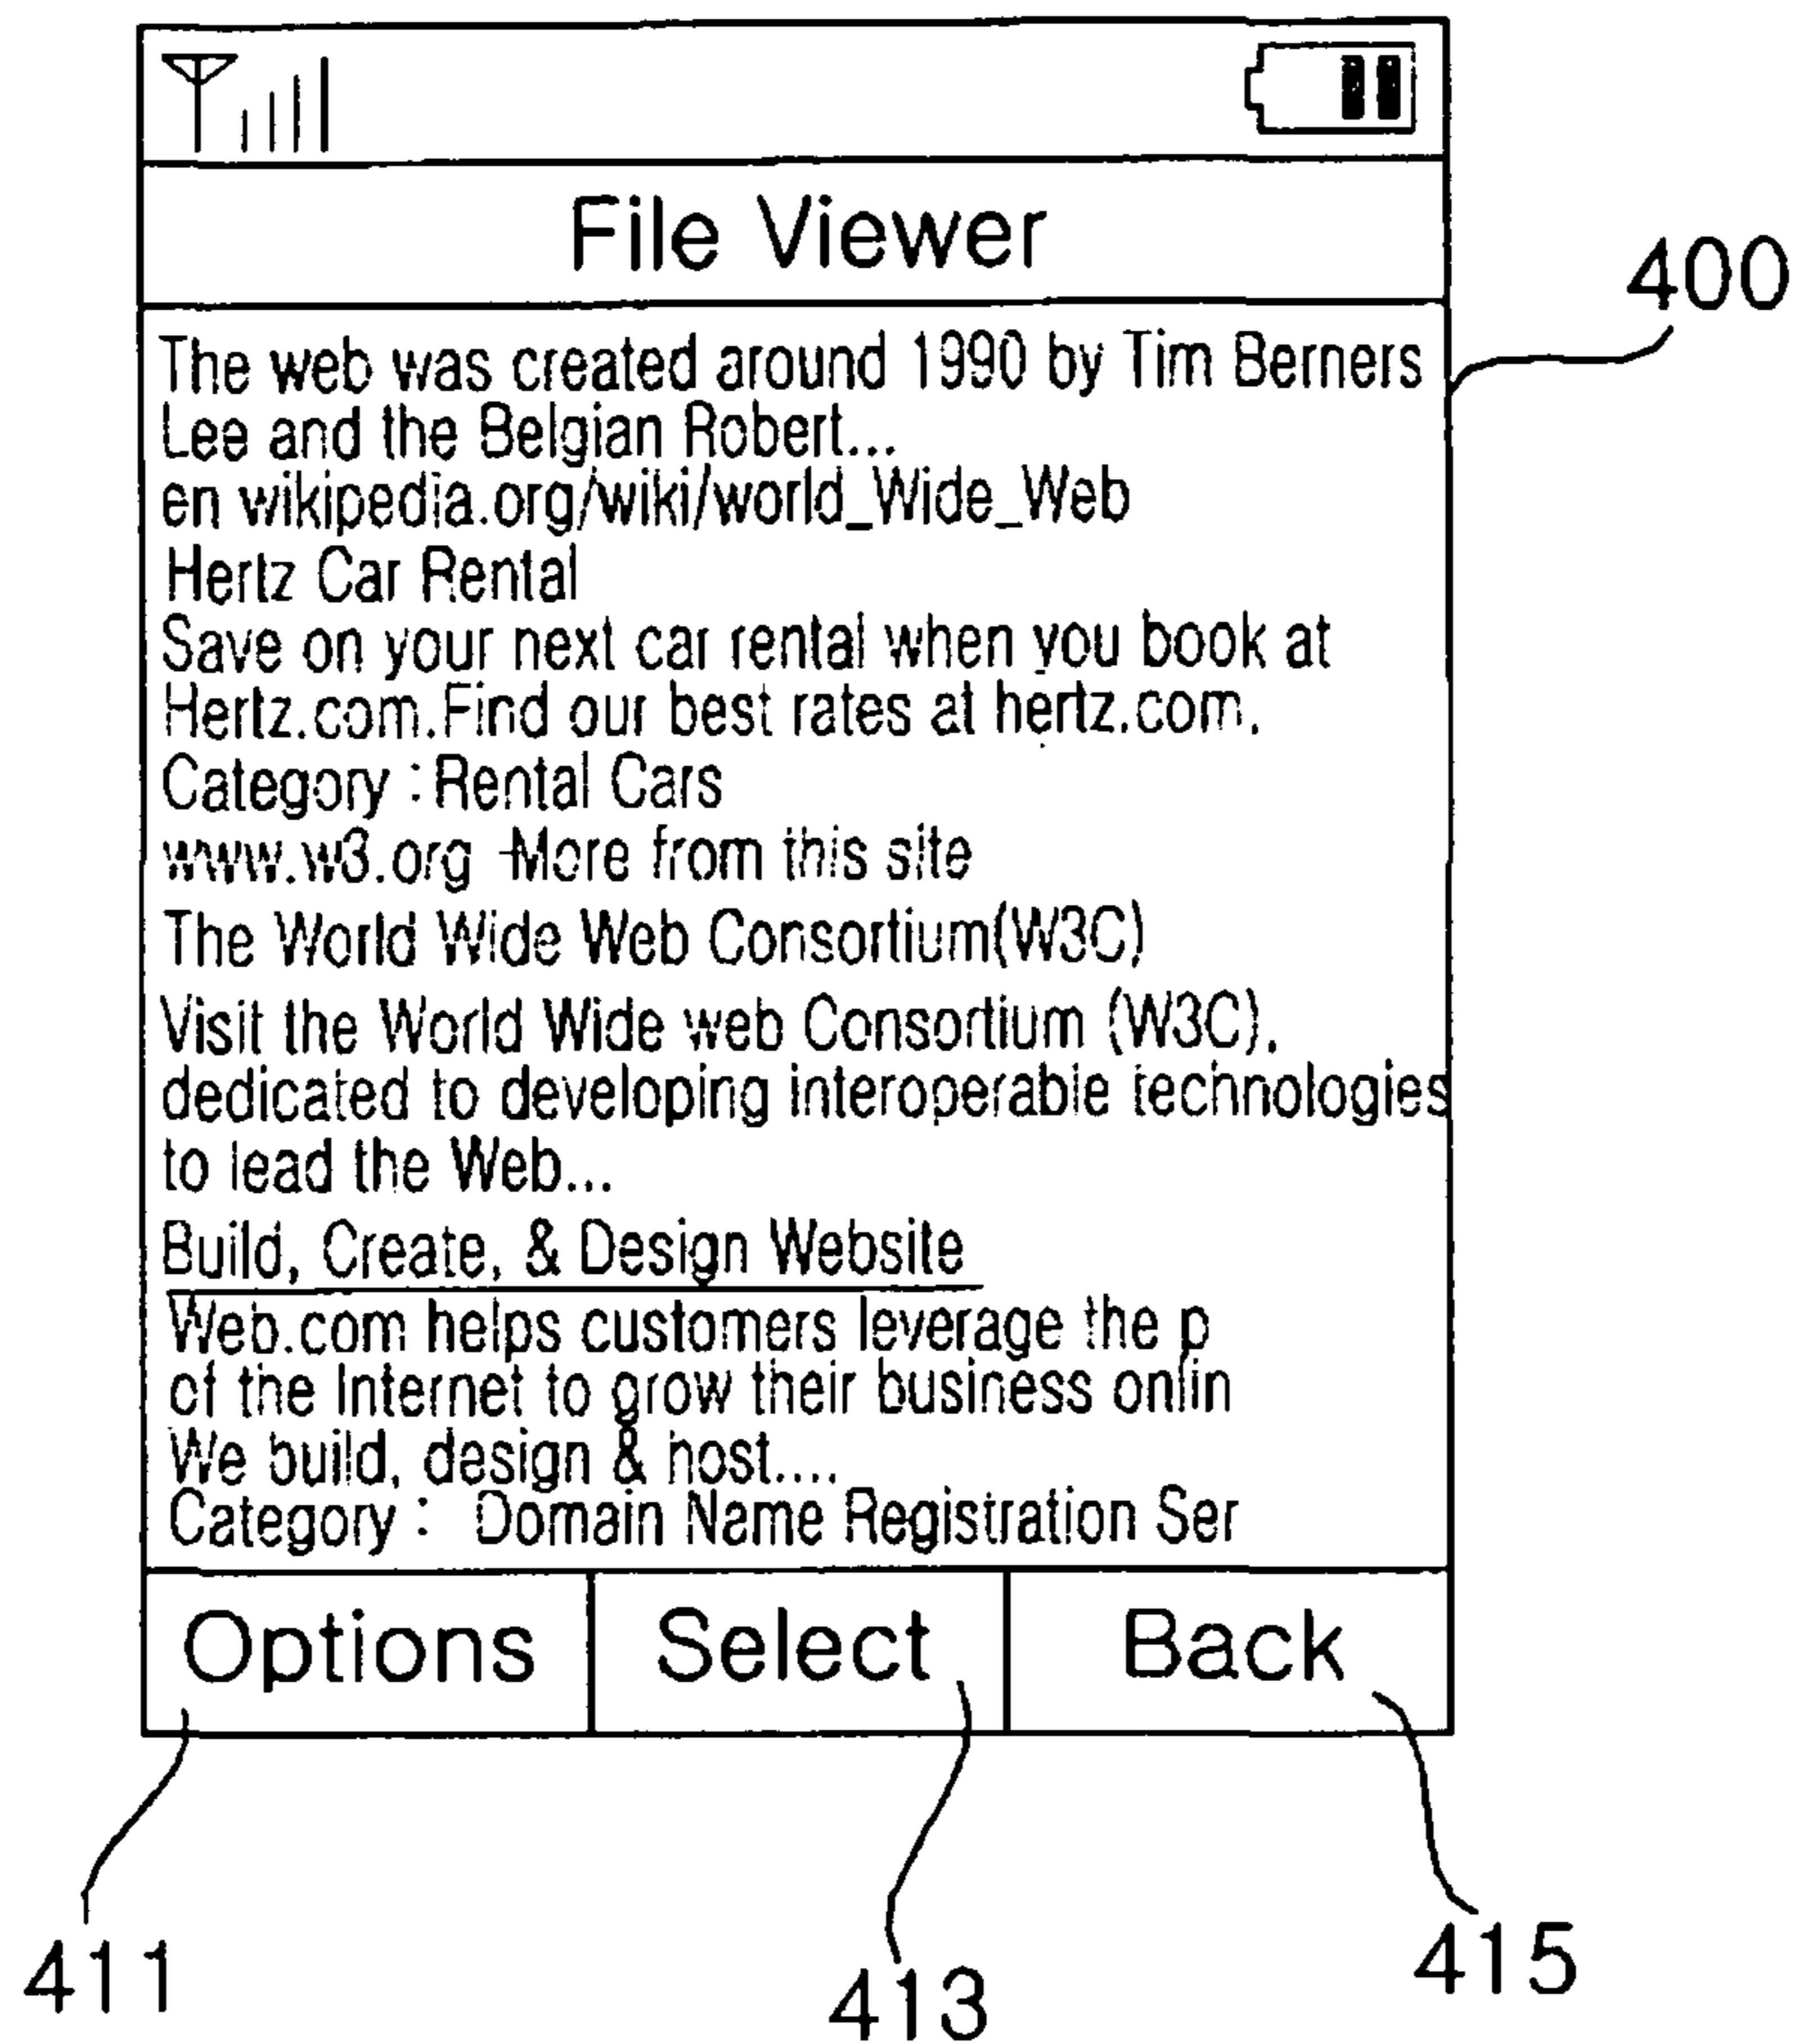 File Viewer
400
The web was created around 1990 by Tim Berners
Lee and the Belgian Robert...
en wikipedia.org/wiki/world_Wide_Web
Hertz Car Rental
Save on your next car rental when you book at
Hertz.com.Find our best rates at hertz.com.
Category : Rental Cars
www.w3.org -More from this site
The World Wide Web Consortium(W3C)
Visit the World Wide web Consortium (W3C),
dedicated to developing interoperable technologies
to lead the Web...
Build, Create, & Design Website
Web.com helps customers leverage the p
of the Internet to grow their business onlin
We build, design & host....
Category : Domain Name Registration Ser
Options Select Back
411 413 415